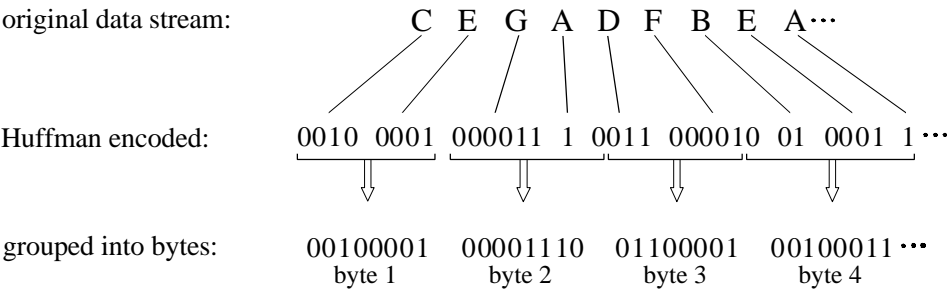 original data stream: C E G A D F B E A···
Huffman encoded: 0010 0001 000011 1 0011 000010 01 0001 1 ···
grouped into bytes: 00100001 00001110 01100001 00100011 ···
byte 1 byte 2 byte 3 byte 4